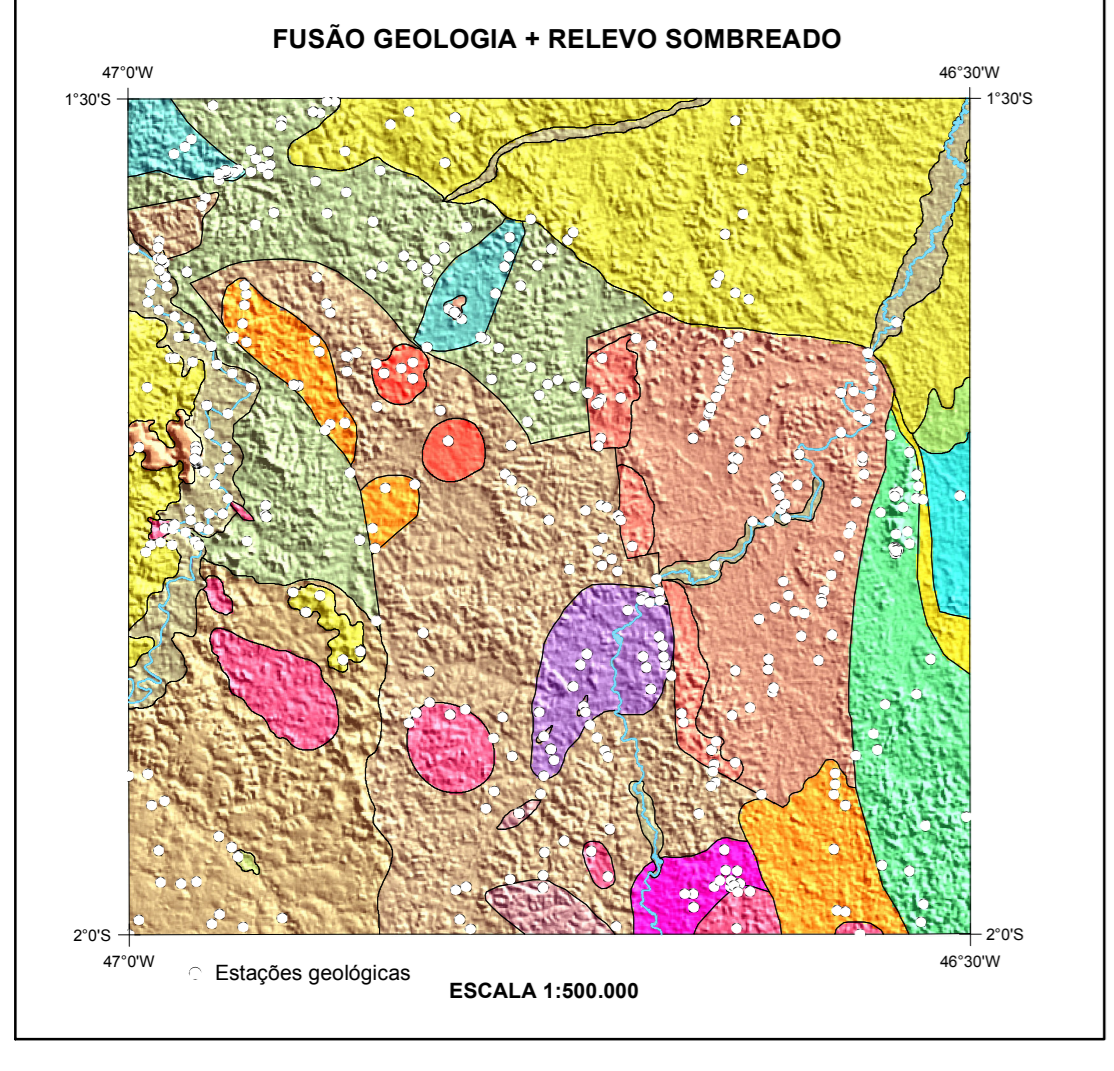 FUSÃO GEOLOGIA + RELEVO SOMBREADO
47°0'W 46°30'W
1°30'S 1°30'S
2°0'S 2°0'S
47°0'W 46°30'W
Estações geológicas
ESCALA 1:500.000